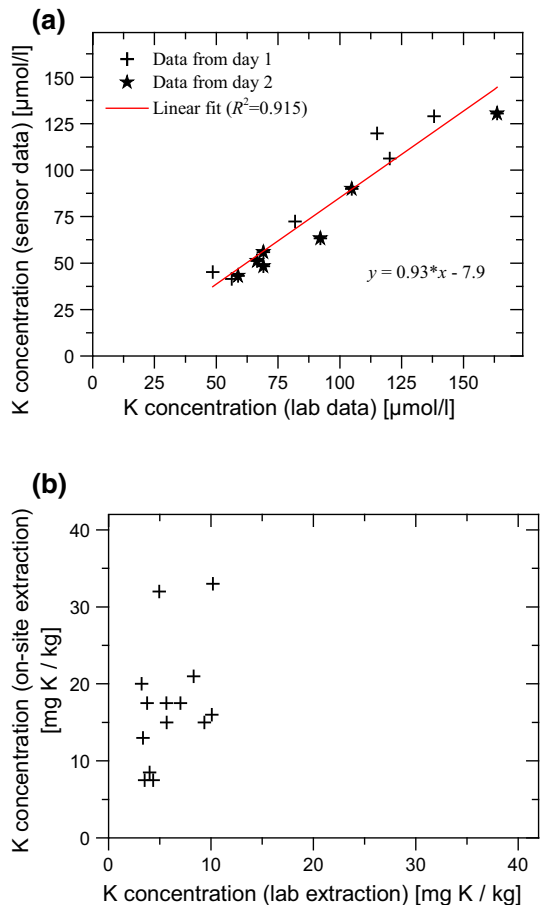 (a)
Data from day 1
Data from day 2
Linear fit (R²=0.915)
K concentration (sensor data) [µmol/l]
150
125
100
75
50
25
0
y = 0.93*x - 7.9
0 25 50 75 100 125 150
K concentration (lab data) [µmol/l]
(b)
K concentration (on-site extraction)
[mg K / kg]
40
30
20
10
0
0 10 20 30 40
K concentration (lab extraction) [mg K / kg]